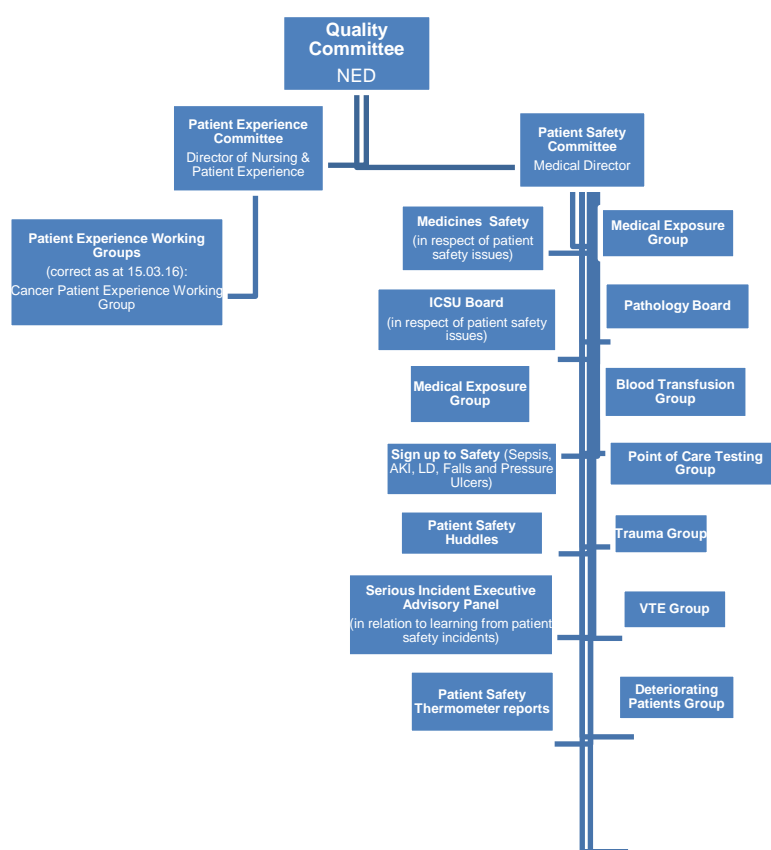 Quality
Committee
NED
Patient Experience
Committee
Director of Nursing &
Patient Experience
Patient Safety
Committee
Medical Director
Patient Experience Working
Groups
(correct as at 15.03.16):
Cancer Patient Experience Working
Group
Medicines Safety
(in respect of patient
safety issues)
Medical Exposure
Group
ICSU Board
(in respect of patient safety
issues)
Pathology Board
Medical Exposure
Group
Blood Transfusion
Group
Sign up to Safety (Sepsis,
AKI, LD, Falls and Pressure
Ulcers)
Point of Care Testing
Group
Patient Safety
Huddles
Trauma Group
Serious Incident Executive
Advisory Panel
(in relation to learning from patient
safety incidents)
VTE Group
Patient Safety
Thermometer reports
Deteriorating
Patients Group